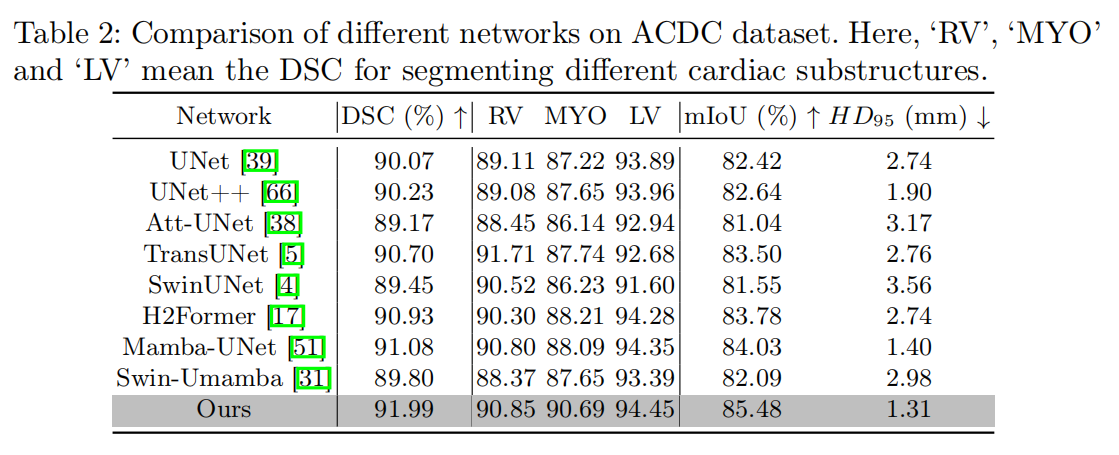 Table 2: Comparison of different networks on ACDC dataset. Here, ‘RV’, ‘MYO’
and ‘LV’ mean the DSC for segmenting different cardiac substructures.
Network DSC (%) ↑ RV MYO LV mIoU (%) ↑ HD95 (mm) ↓
UNet [39] 90.07 89.11 87.22 93.89 82.42 2.74
UNet++ [66] 90.23 89.08 87.65 93.96 82.64 1.90
Att-UNet [38] 89.17 88.45 86.14 92.94 81.04 3.17
TransUNet [5] 90.70 91.71 87.74 92.68 83.50 2.76
SwinUNet [4] 89.45 90.52 86.23 91.60 81.55 3.56
H2Former [17] 90.93 90.30 88.21 94.28 83.78 2.74
Mamba-UNet [51] 91.08 90.80 88.09 94.35 84.03 1.40
Swin-Umamba [31] 89.80 88.37 87.65 93.39 82.09 2.98
Ours 91.99 90.85 90.69 94.45 85.48 1.31